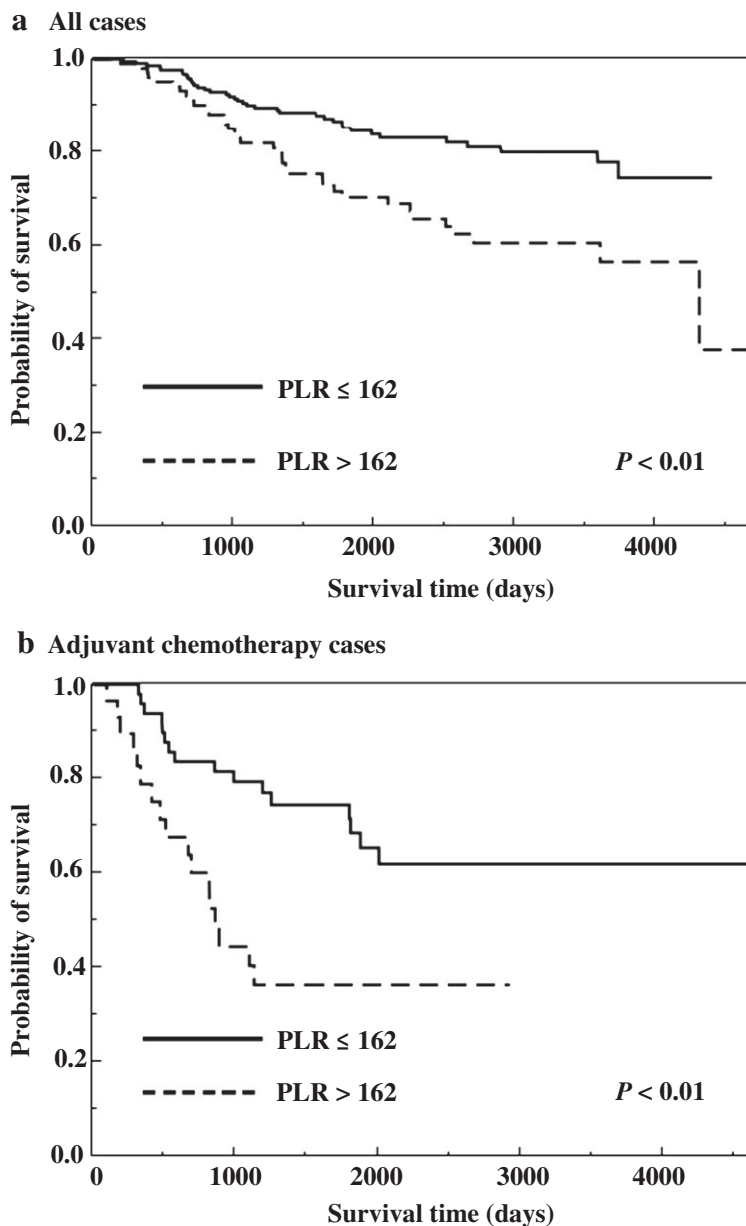 a All cases
1.0
0.8
0.6
0.4
0.2
0.0
Probability of survival
PLR ≤ 162
PLR > 162
P < 0.01
0 1000 2000 3000 4000
Survival time (days)
b Adjuvant chemotherapy cases
1.0
0.8
0.6
0.4
0.2
0.0
Probability of survival
PLR ≤ 162
PLR > 162
P < 0.01
0 1000 2000 3000 4000
Survival time (days)